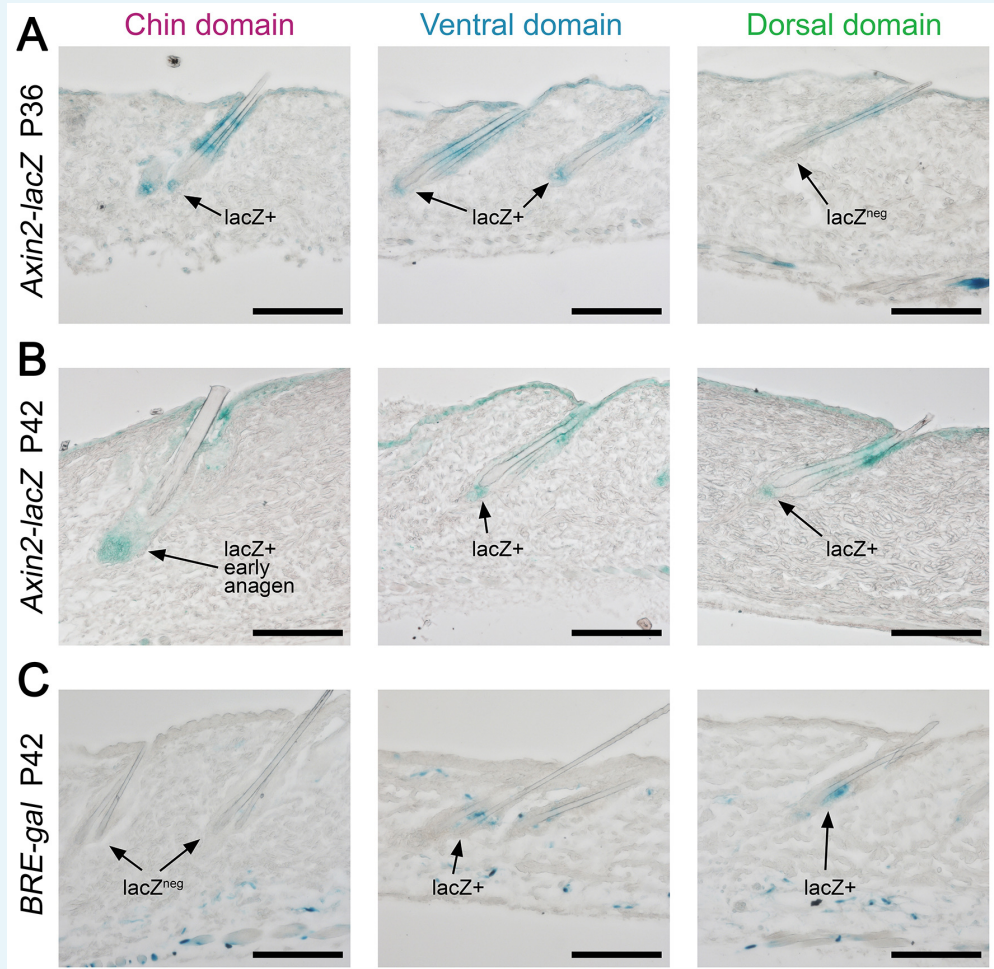 A
Chin domain
Ventral domain
Dorsal domain
Axin2-lacZ P36
lacZ+
lacZ+
lacZneg
B
Axin2-lacZ P42
lacZ+
early
anagen
lacZ+
lacZ+
C
BRE-gal P42
lacZneg
lacZ+
lacZ+